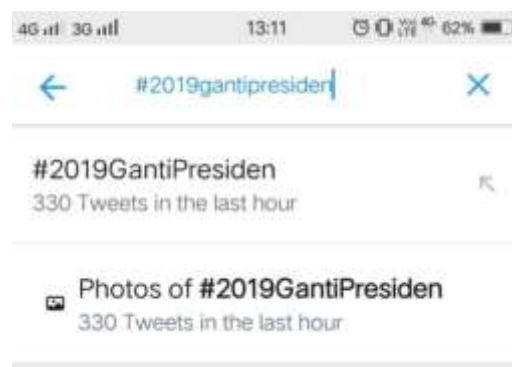 4G 3G 13:11 62%
#2019gantipresiden
#2019GantiPresiden
330 Tweets in the last hour
Photos of #2019GantiPresiden
330 Tweets in the last hour